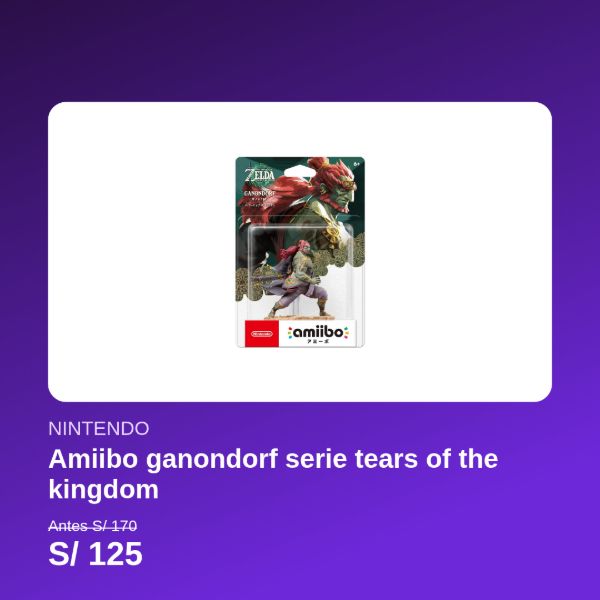 ZELDA
GANONDORF
6+
Nintendo
amiibo
アミーボ
NINTENDO
Amiibo ganondorf serie tears of the
kingdom
Antes S/ 170
S/ 125